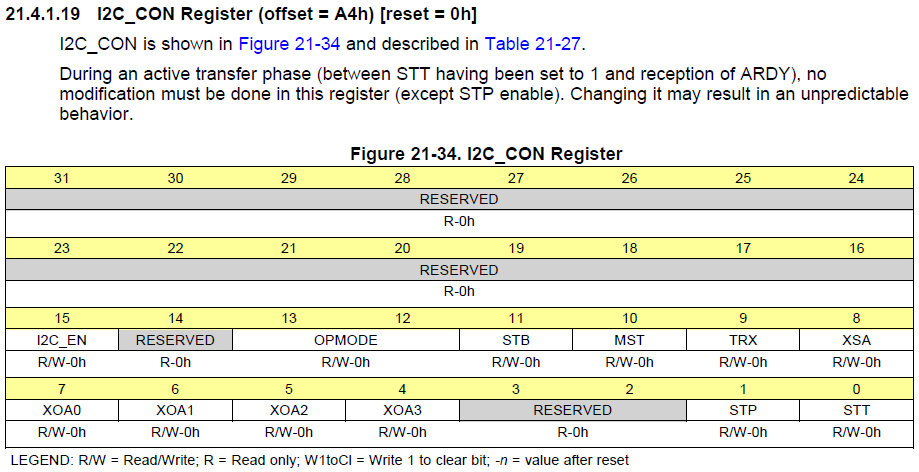 21.4.1.19 I2C_CON Register (offset = A4h) [reset = 0h]
I2C_CON is shown in Figure 21-34 and described in Table 21-27.
During an active transfer phase (between STT having been set to 1 and reception of ARDY), no
modification must be done in this register (except STP enable). Changing it may result in an unpredictable
behavior.
Figure 21-34. I2C_CON Register
31 30 29 28 27 26 25 24
RESERVED
R-0h
23 22 21 20 19 18 17 16
RESERVED
R-0h
15 14 13 12 11 10 9 8
I2C_EN RESERVED OPMODE STB MST TRX XSA
R/W-0h R-0h R/W-0h R/W-0h R/W-0h R/W-0h R/W-0h
7 6 5 4 3 2 1 0
XOA0 XOA1 XOA2 XOA3 RESERVED STP STT
R/W-0h R/W-0h R/W-0h R/W-0h R-0h R/W-0h R/W-0h
LEGEND: R/W = Read/Write; R = Read only; W1toCl = Write 1 to clear bit; -n = value after reset